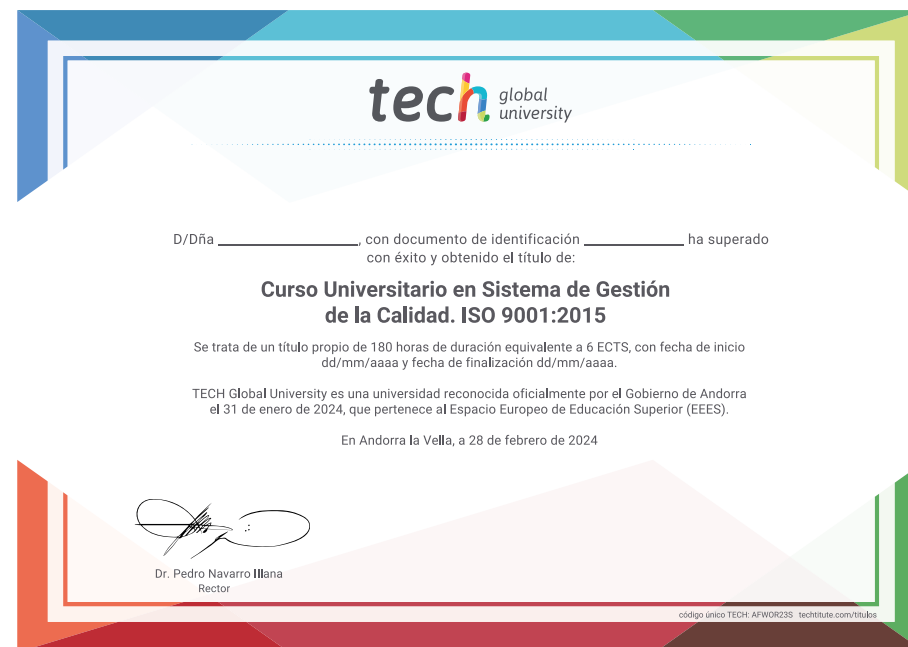 tech global university
D/Dña ________________, con documento de identificación ____________ ha superado
con éxito y obtenido el título de:
Curso Universitario en Sistema de Gestión
de la Calidad. ISO 9001:2015
Se trata de un título propio de 180 horas de duración equivalente a 6 ECTS, con fecha de inicio
dd/mm/aaaa y fecha de finalización dd/mm/aaaa.
TECH Global University es una universidad reconocida oficialmente por el Gobierno de Andorra
el 31 de enero de 2024, que pertenece al Espacio Europeo de Educación Superior (EEES).
En Andorra la Vella, a 28 de febrero de 2024
Dr. Pedro Navarro Illana
Rector
código único TECH: AFWOR23S techtitute.com/titulos